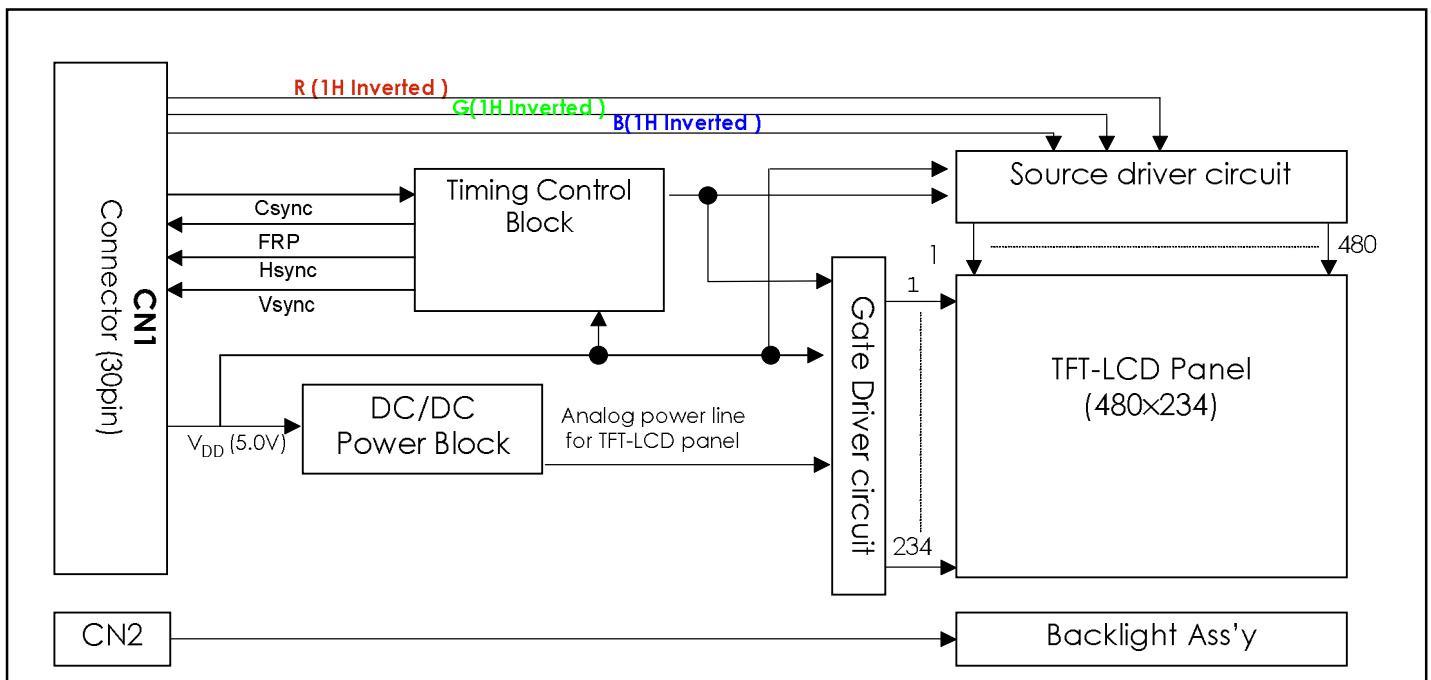 R (1H Inverted )
G(1H Inverted )
B(1H Inverted )
Connector (30pin)
CN1
Csync
FRP
Hsync
Vsync
Timing Control
Block
Source driver circuit
1
480
1
234
Gate Driver circuit
TFT-LCD Panel
(480×234)
VDD (5.0V)
DC/DC
Power Block
Analog power line
for TFT-LCD panel
CN2
Backlight Ass'y